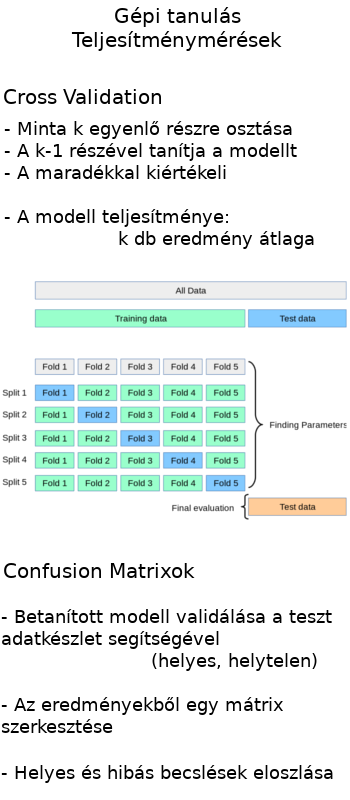 Gépi tanulás
Teljesítménymérések
Cross Validation
- Minta k egyenlő részre osztása
- A k-1 részével tanítja a modellt
- A maradékkal kiértékeli
- A modell teljesítménye:
k db eredmény átlaga
All Data
Training data Test data
Fold 1 Fold 2 Fold 3 Fold 4 Fold 5
Split 1 Fold 1 Fold 2 Fold 3 Fold 4 Fold 5
Split 2 Fold 1 Fold 2 Fold 3 Fold 4 Fold 5
Finding Parameters
Split 3 Fold 1 Fold 2 Fold 3 Fold 4 Fold 5
Split 4 Fold 1 Fold 2 Fold 3 Fold 4 Fold 5
Split 5 Fold 1 Fold 2 Fold 3 Fold 4 Fold 5
Final evaluation Test data
Confusion Matrixok
- Betanított modell validálása a teszt
adatkészlet segítségével
(helyes, helytelen)
- Az eredményekből egy mátrix
szerkesztése
- Helyes és hibás becslések eloszlása